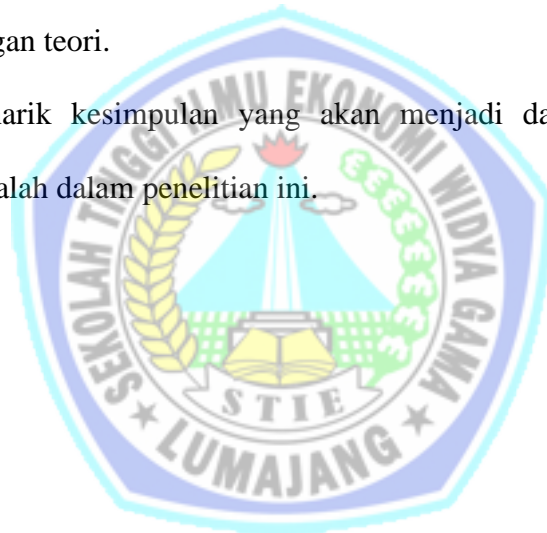 gan teori.
arik kesimpulan yang akan menjadi da
alah dalam penelitian ini.
SEKOLAH TINGGI ILMU EKONOMI WIDYA GAMA
STIE
LUMAJANG